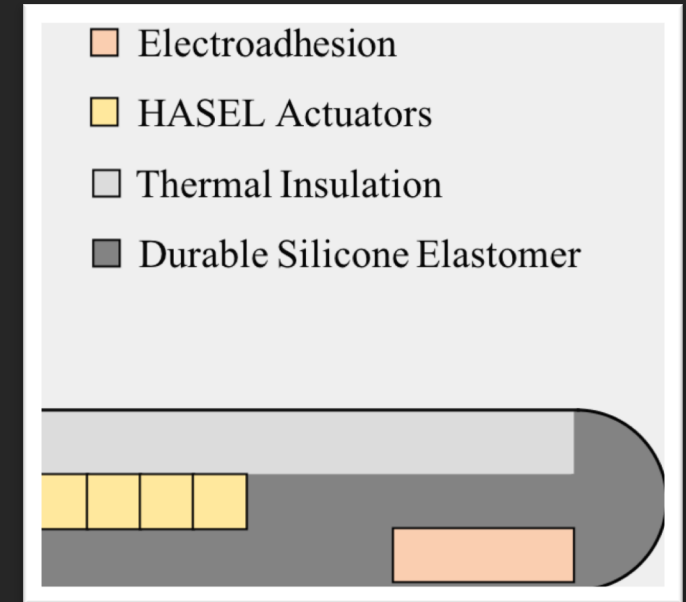 Electroadhesion
HASEL Actuators
Thermal Insulation
Durable Silicone Elastomer